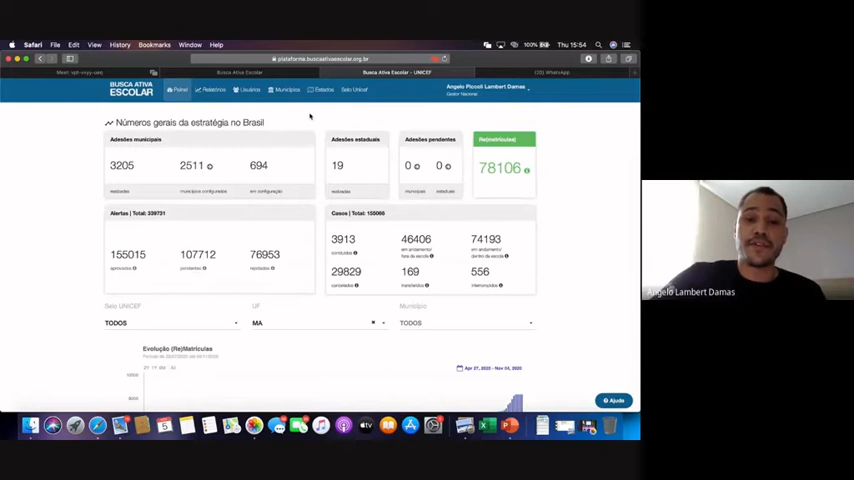 Safari File Edit View History Bookmarks Window Help 100% Thu 15:54
plataforma.buscaativaescolar.org.br
Busca Ativa Escolar Busca Ativa Escolar - UNICEF (20) WhatsApp
BUSCA ATIVA
ESCOLAR
Painel Relatórios Usuários Municípios Estados Selo Unicef
Angelo Piccoli Lambert Damas
Gestor Nacional
Números gerais da estratégia no Brasil
Adesões municipais
3205 2511 694
realizadas municípios configurados em configuração
Adesões estaduais
19
realizadas
Adesões pendentes
0 0
municipais estaduais
Re(matrículas)
78106
Alertas | Total: 339731
155015 107712 76953
aprovados pendentes rejeitados
Casos | Total: 155066
3913 46406 74193
concluídos em andamento/ em andamento/
fora da escola dentro da escola
29829 169 556
cancelados transferidos interrompidos
Selo UNICEF UF Município
TODOS MA TODOS
Evolução (Re)Matrículas
Apr 27, 2020 - Nov 04, 2020
Ajuda
Angelo Lambert Damas